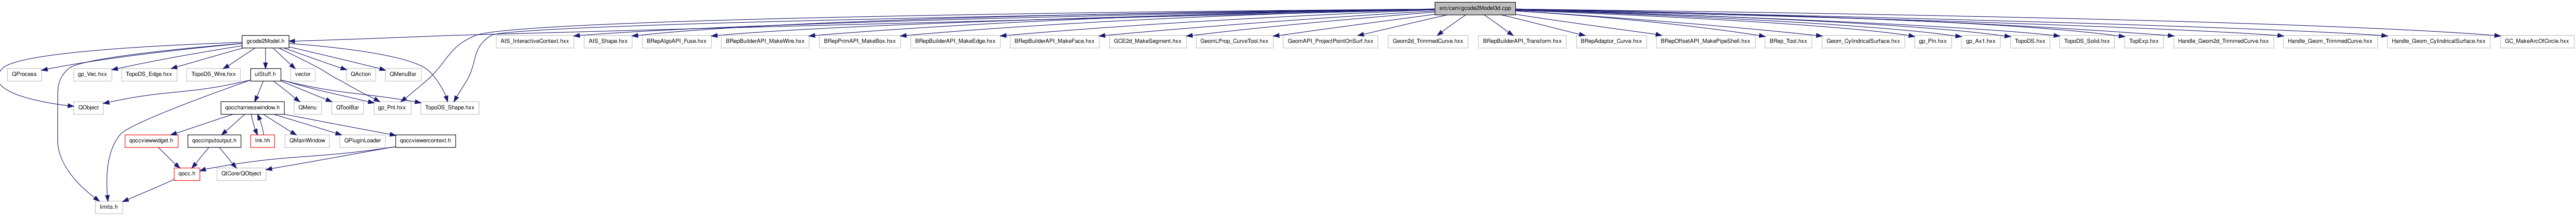 src/cam/gcode2Model3d.cpp
gcode2Model.h
AIS_InteractiveContext.hxx
AIS_Shape.hxx
BRepAlgoAPI_Fuse.hxx
BRepBuilderAPI_MakeWire.hxx
BRepPrimAPI_MakeBox.hxx
BRepBuilderAPI_MakeEdge.hxx
BRepBuilderAPI_MakeFace.hxx
GCE2d_MakeSegment.hxx
GeomLProp_CurveTool.hxx
GeomAPI_ProjectPointOnSurf.hxx
Geom2d_TrimmedCurve.hxx
BRepBuilderAPI_Transform.hxx
BRepAdaptor_Curve.hxx
BRepOffsetAPI_MakePipeShell.hxx
BRep_Tool.hxx
Geom_CylindricalSurface.hxx
gp_Pln.hxx
gp_Ax1.hxx
TopoDS.hxx
TopoDS_Solid.hxx
TopExp.hxx
Handle_Geom2d_TrimmedCurve.hxx
Handle_Geom_TrimmedCurve.hxx
Handle_Geom_CylindricalSurface.hxx
GC_MakeArcOfCircle.hxx
QProcess
gp_Vec.hxx
TopoDS_Edge.hxx
TopoDS_Wire.hxx
uiStuff.h
vector
QAction
QMenuBar
QObject
qoccharnesswindow.h
QMenu
QToolBar
gp_Pnt.hxx
TopoDS_Shape.hxx
qoccviewwidget.h
qoccinputoutput.h
lnk.hh
QMainWindow
QPluginLoader
qoccviewercontext.h
qocc.h
QtCore/QObject
limits.h